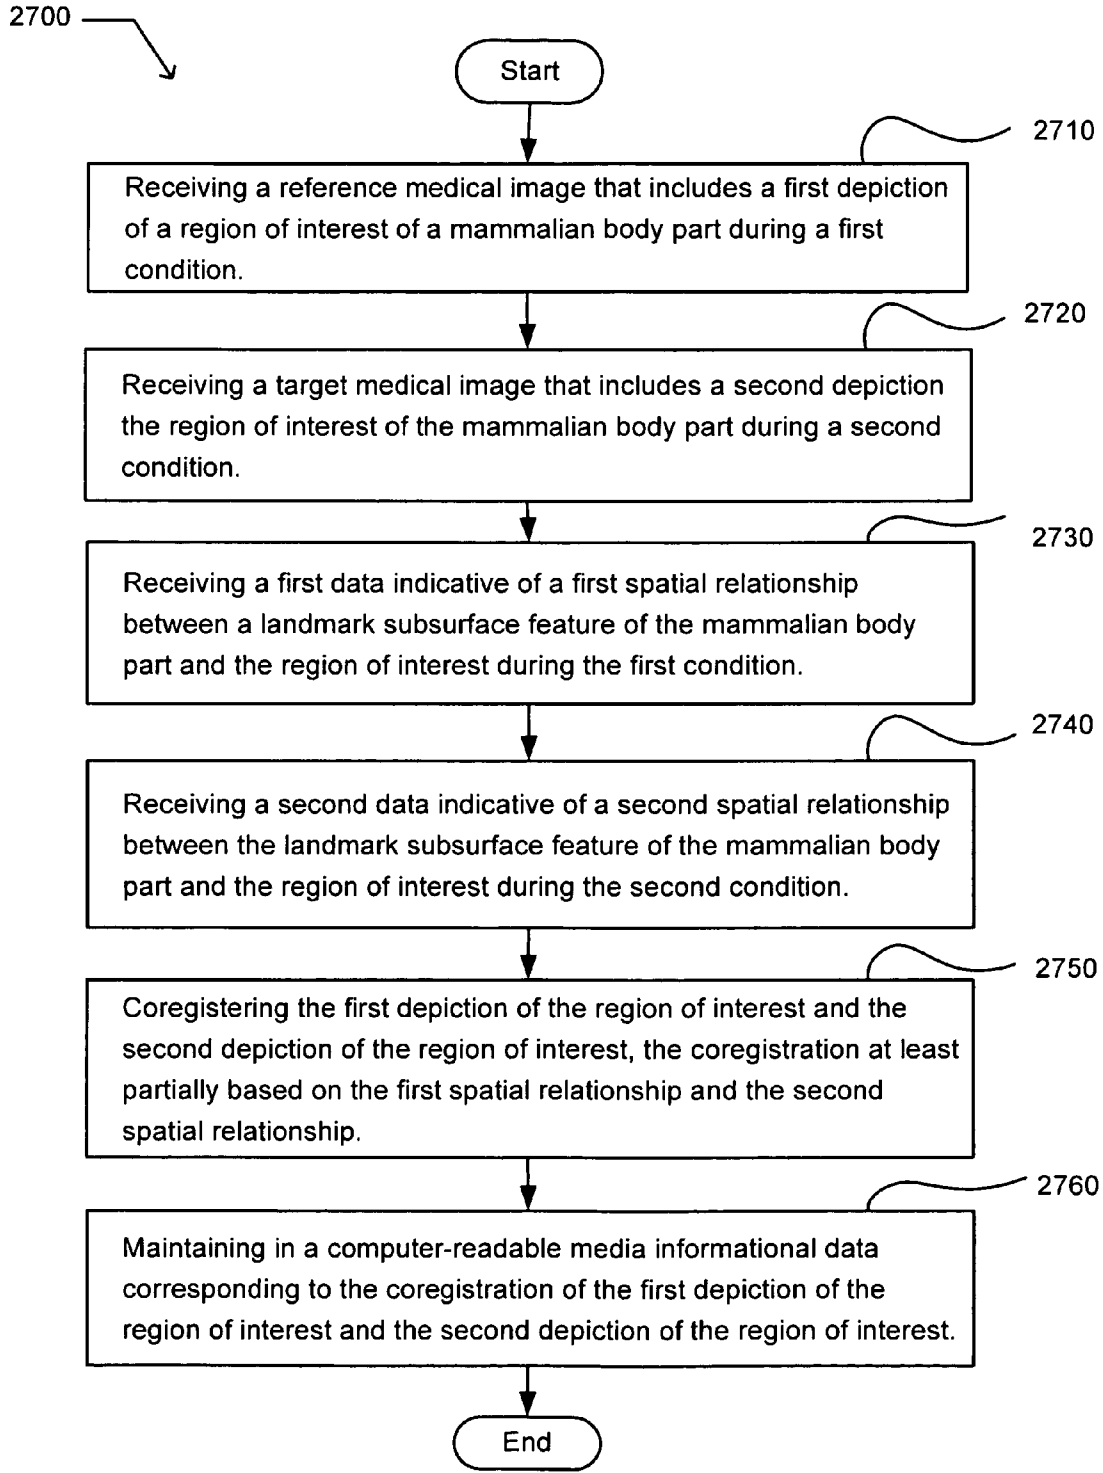 2700
Start
2710
Receiving a reference medical image that includes a first depiction
of a region of interest of a mammalian body part during a first
condition.
2720
Receiving a target medical image that includes a second depiction
the region of interest of the mammalian body part during a second
condition.
2730
Receiving a first data indicative of a first spatial relationship
between a landmark subsurface feature of the mammalian body
part and the region of interest during the first condition.
2740
Receiving a second data indicative of a second spatial relationship
between the landmark subsurface feature of the mammalian body
part and the region of interest during the second condition.
2750
Coregistering the first depiction of the region of interest and the
second depiction of the region of interest, the coregistration at least
partially based on the first spatial relationship and the second
spatial relationship.
2760
Maintaining in a computer-readable media informational data
corresponding to the coregistration of the first depiction of the
region of interest and the second depiction of the region of interest.
End